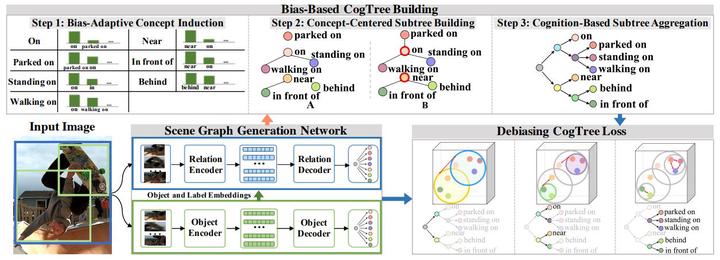 Bias-Based CogTree Building
Step 1: Bias-Adaptive Concept Induction
On
on parked on
...
Near
near on
...
Parked on
parked on on
...
In front of
near on
...
Standing on
on in
...
Behind
behind near
...
Walking on
on walking on
...
Step 2: Concept-Centered Subtree Building
parked on
on
standing on
walking on
near
behind
in front of
A
parked on
on
standing on
walking on
near
behind
in front of
B
Step 3: Cognition-Based Subtree Aggregation
on
parked on
standing on
walking on
near
behind
in front of
Input Image
Scene Graph Generation Network
Relation Encoder
...
Relation Decoder
Object and Label Embeddings
Object Encoder
...
Object Decoder
Debiasing CogTree Loss
on
parked on
standing on
walking on
near
behind
in front of
on
parked on
standing on
walking on
near
behind
in front of
on
parked on
standing on
walking on
near
behind
in front of